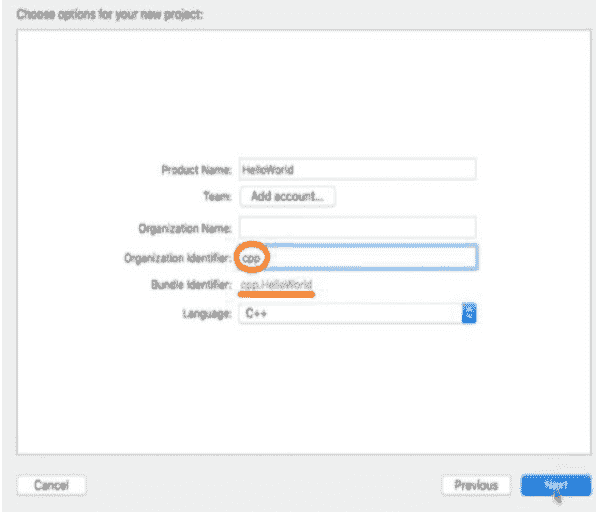 Choose options for your new project:
Product Name: HelloWorld
Team: Add account...
Organization Name:
Organization Identifier: cpp
Bundle Identifier: cpp.HelloWorld
Language: C++
Cancel Previous Next